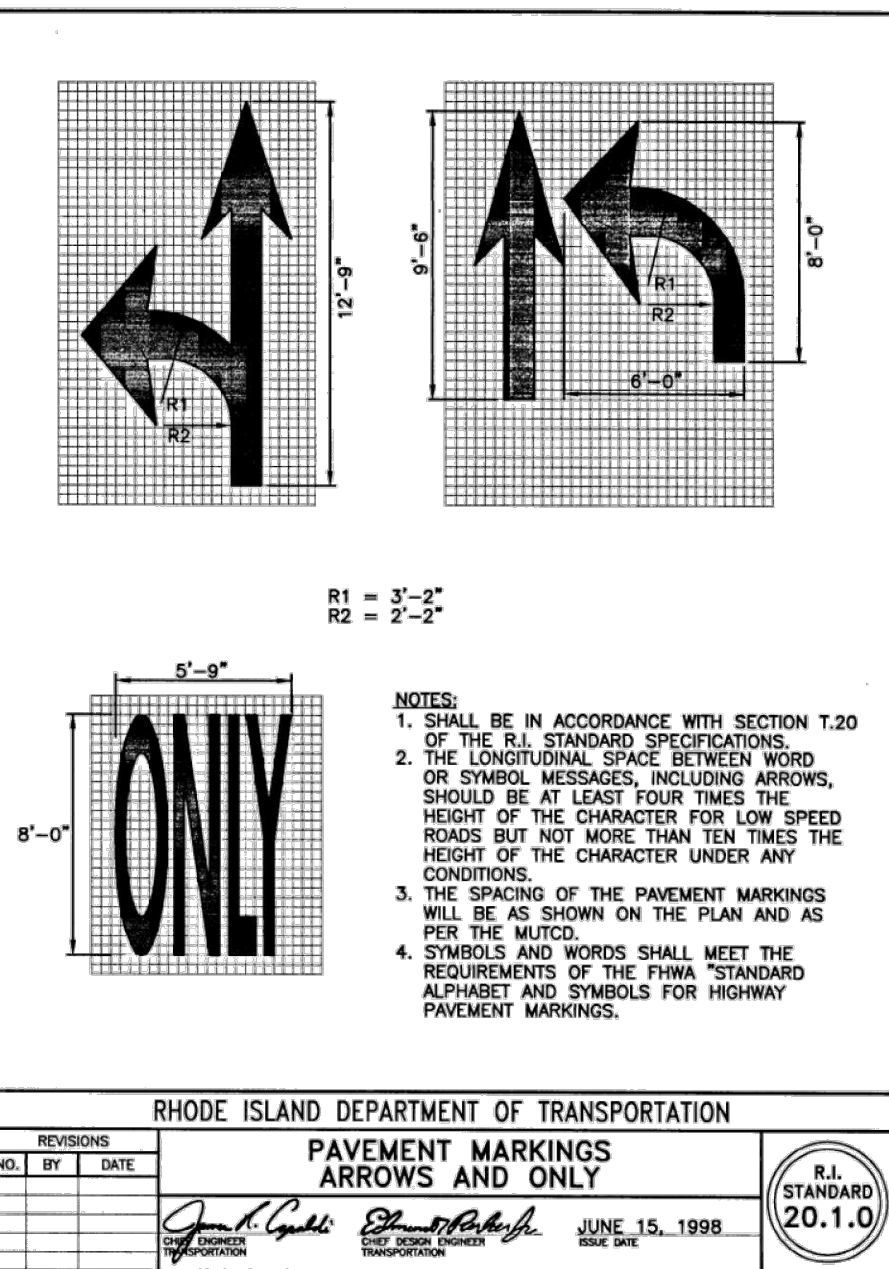 12'-9"
R1
R2
9'-6"
8'-0"
R1
R2
6'-0"
R1 = 3'-2"
R2 = 2'-2"
5'-9"
8'-0"
ONLY
NOTES:
1. SHALL BE IN ACCORDANCE WITH SECTION T.20
OF THE R.I. STANDARD SPECIFICATIONS.
2. THE LONGITUDINAL SPACE BETWEEN WORD
OR SYMBOL MESSAGES, INCLUDING ARROWS,
SHOULD BE AT LEAST FOUR TIMES THE
HEIGHT OF THE CHARACTER FOR LOW SPEED
ROADS BUT NOT MORE THAN TEN TIMES THE
HEIGHT OF THE CHARACTER UNDER ANY
CONDITIONS.
3. THE SPACING OF THE PAVEMENT MARKINGS
WILL BE AS SHOWN ON THE PLAN AND AS
PER THE MUTCD.
4. SYMBOLS AND WORDS SHALL MEET THE
REQUIREMENTS OF THE FHWA "STANDARD
ALPHABET AND SYMBOLS FOR HIGHWAY
PAVEMENT MARKINGS.
RHODE ISLAND DEPARTMENT OF TRANSPORTATION
REVISIONS
NO. BY DATE
PAVEMENT MARKINGS
ARROWS AND ONLY
James R. Capaldi
CHIEF ENGINEER
TRANSPORTATION
Edmund T. Parker Jr.
CHIEF DESIGN ENGINEER
TRANSPORTATION
JUNE 15, 1998
ISSUE DATE
R.I.
STANDARD
20.1.0